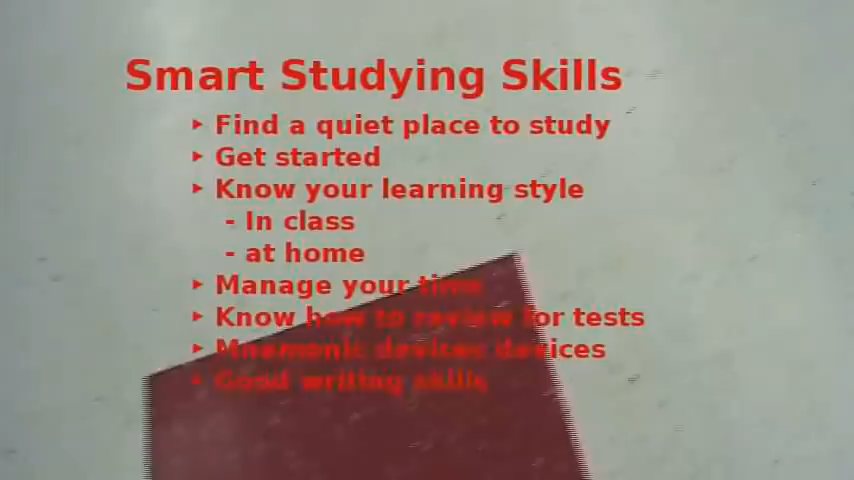 Smart Studying Skills
‣ Find a quiet place to study
‣ Get started
‣ Know your learning style
- In class
- at home
‣ Manage your time
‣ Know how to review for tests
‣ Mnemonic devices devices
‣ Good writing skills